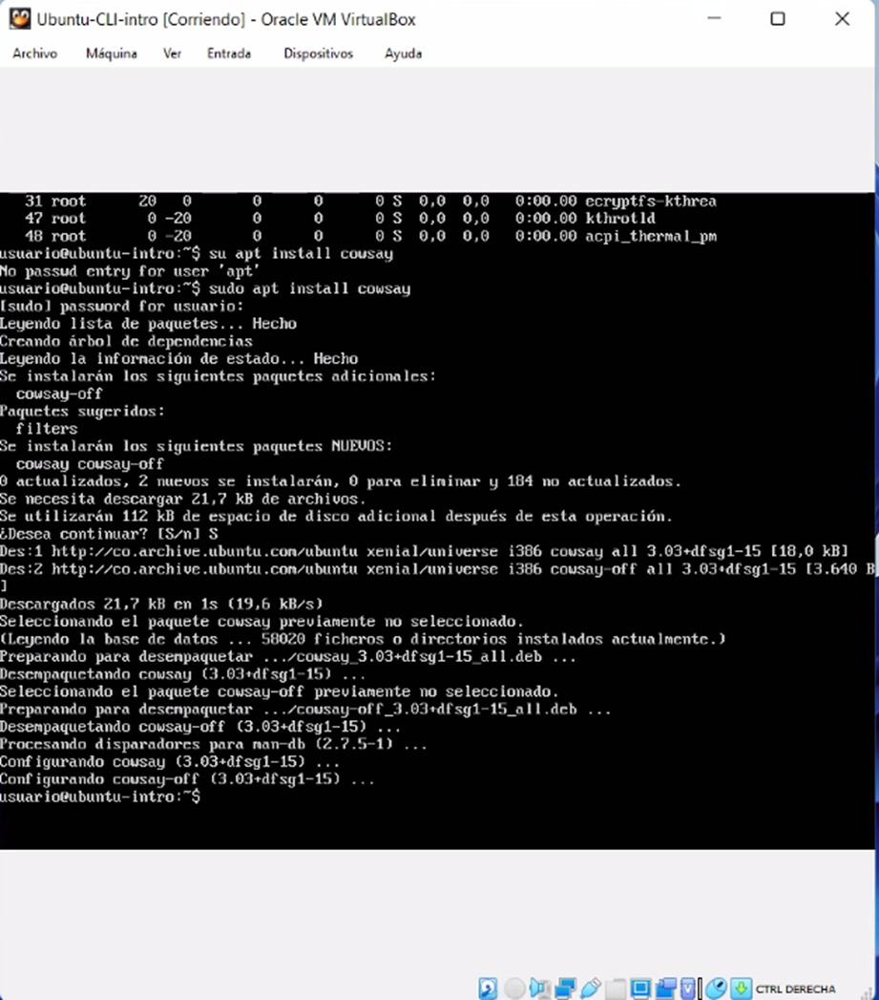 Ubuntu-CLI-intro [Corriendo] - Oracle VM VirtualBox
Archivo Máquina Ver Entrada Dispositivos Ayuda
31 root 20 0 0 0 0 S 0,0 0,0 0:00.00 ecryptfs-kthrea
47 root 0 -20 0 0 0 S 0,0 0,0 0:00.00 kthrotld
48 root 0 -20 0 0 0 S 0,0 0,0 0:00.00 acpi_thermal_pm
usuario@ubuntu-intro:~$ su apt install cowsay
No passwd entry for user 'apt'
usuario@ubuntu-intro:~$ sudo apt install cowsay
[sudo] password for usuario:
Leyendo lista de paquetes... Hecho
Creando árbol de dependencias
Leyendo la información de estado... Hecho
Se instalarán los siguientes paquetes adicionales:
cowsay-off
Paquetes sugeridos:
filters
Se instalarán los siguientes paquetes NUEVOS:
cowsay cowsay-off
0 actualizados, 2 nuevos se instalarán, 0 para eliminar y 184 no actualizados.
Se necesita descargar 21,7 kB de archivos.
Se utilizarán 112 kB de espacio de disco adicional después de esta operación.
¿Desea continuar? [S/n] S
Des:1 http://co.archive.ubuntu.com/ubuntu xenial/universe i386 cowsay all 3.03+dfsg1-15 [18,0 kB]
Des:2 http://co.archive.ubuntu.com/ubuntu xenial/universe i386 cowsay-off all 3.03+dfsg1-15 [3.640 B
]
Descargados 21,7 kB en 1s (19,6 kB/s)
Seleccionando el paquete cowsay previamente no seleccionado.
(Leyendo la base de datos ... 58020 ficheros o directorios instalados actualmente.)
Preparando para desempaquetar .../cowsay_3.03+dfsg1-15_all.deb ...
Desempaquetando cowsay (3.03+dfsg1-15) ...
Seleccionando el paquete cowsay-off previamente no seleccionado.
Preparando para desempaquetar .../cowsay-off_3.03+dfsg1-15_all.deb ...
Desempaquetando cowsay-off (3.03+dfsg1-15) ...
Procesando disparadores para man-db (2.7.5-1) ...
Configurando cowsay (3.03+dfsg1-15) ...
Configurando cowsay-off (3.03+dfsg1-15) ...
usuario@ubuntu-intro:~$
CTRL DERECHA